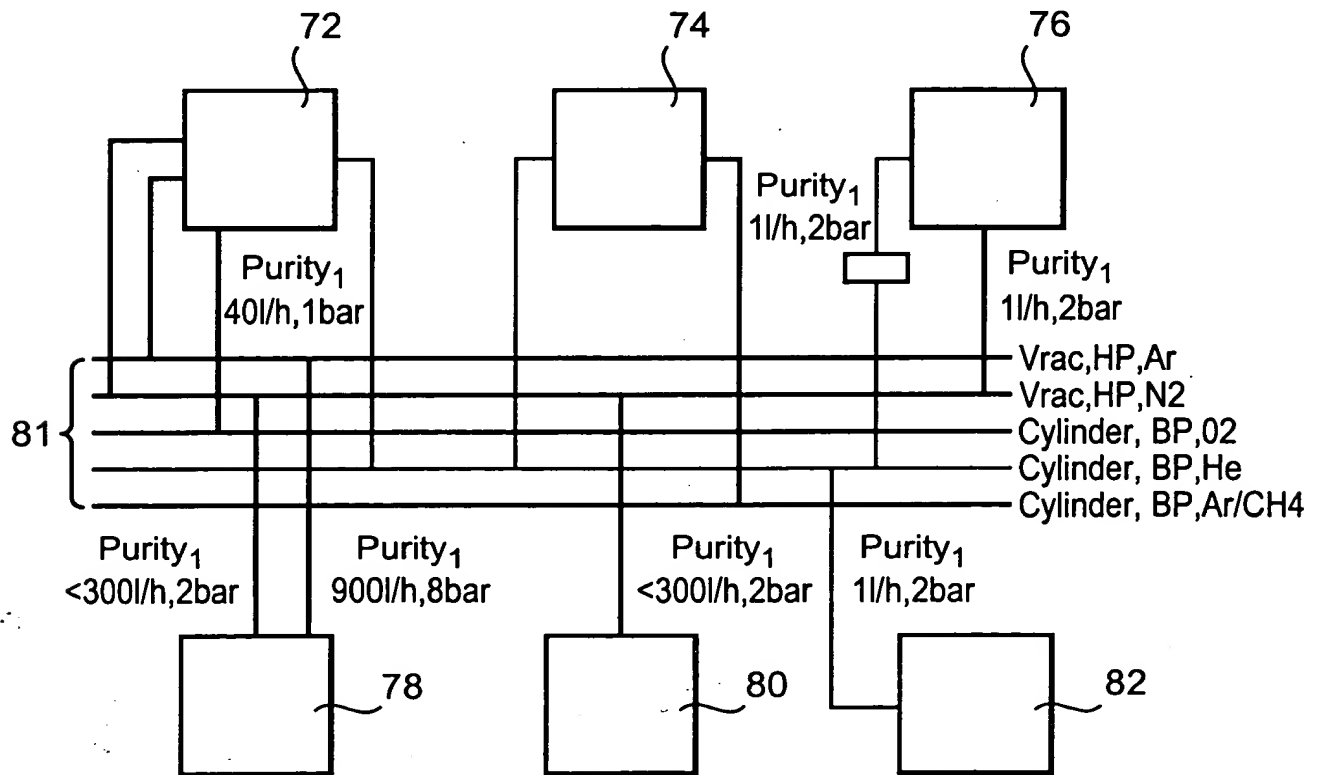 72
74
76
Purity1
1l/h,2bar
Purity1
40l/h,1bar
Purity1
1l/h,2bar
Vrac,HP,Ar
Vrac,HP,N2
81
Cylinder, BP,02
Cylinder, BP,He
Cylinder, BP,Ar/CH4
Purity1
<300l/h,2bar
Purity1
900l/h,8bar
Purity1
<300l/h,2bar
Purity1
1l/h,2bar
78
80
82